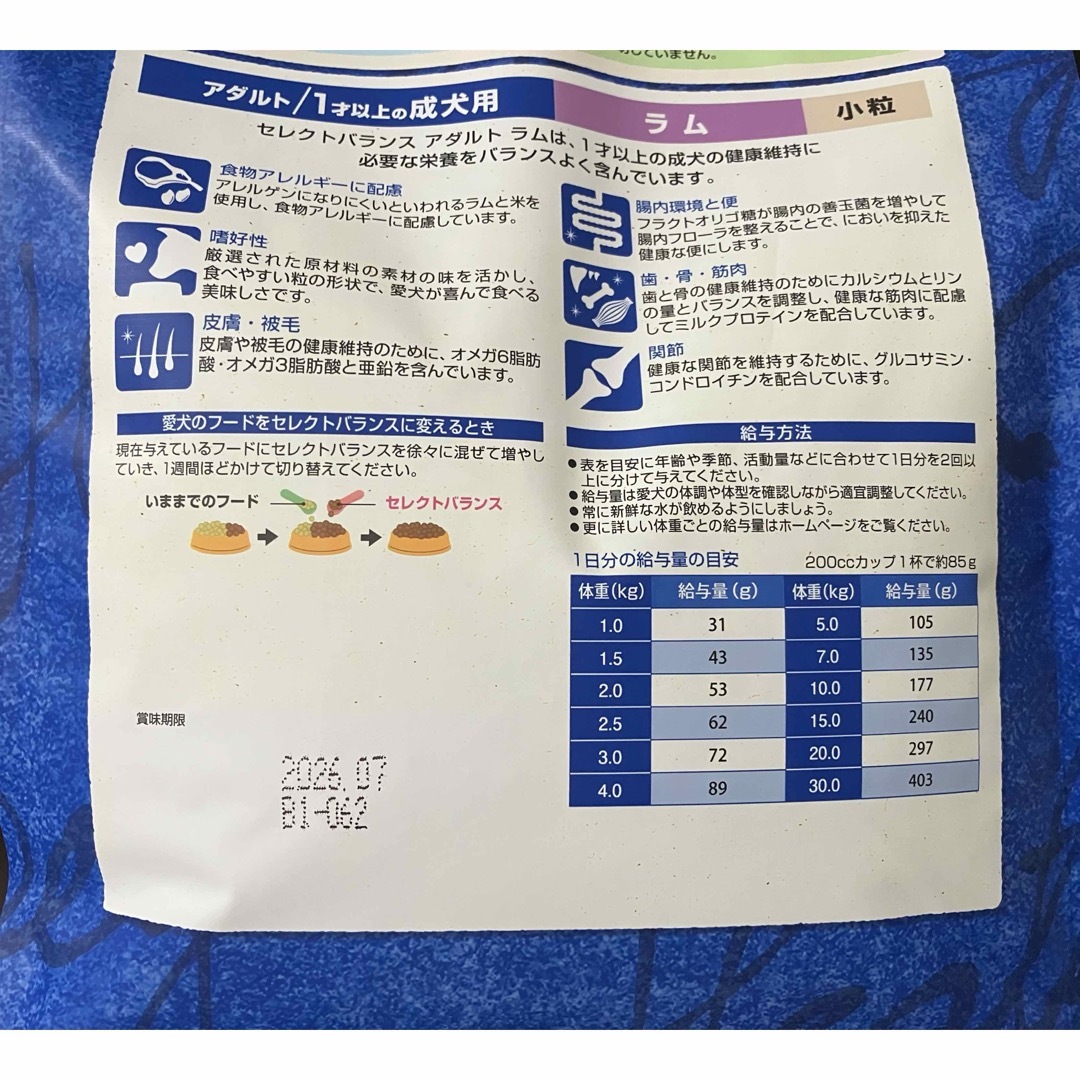 切していません。
アダルト/1才以上の成犬用
ラム
小粒
セレクトバランス アダルト ラムは、1才以上の成犬の健康維持に
必要な栄養をバランスよく含んでいます。
食物アレルギーに配慮
アレルゲンになりにくいといわれるラムと米を
使用し、食物アレルギーに配慮しています。
嗜好性
厳選された原材料の素材の味を活かし、
食べやすい粒の形状で、愛犬が喜んで食べる
美味しさです。
皮膚・被毛
皮膚や被毛の健康維持のために、オメガ6脂肪
酸・オメガ3脂肪酸と亜鉛を含んでいます。
腸内環境と便
フラクトオリゴ糖が腸内の善玉菌を増やして
腸内フローラを整えることで、においを抑えた
健康な便にします。
歯・骨・筋肉
歯と骨の健康維持のためにカルシウムとリン
の量とバランスを調整し、健康な筋肉に配慮
してミルクプロテインを配合しています。
関節
健康な関節を維持するために、グルコサミン・
コンドロイチンを配合しています。
愛犬のフードをセレクトバランスに変えるとき
現在与えているフードにセレクトバランスを徐々に混ぜて増やし
ていき、1週間ほどかけて切り替えてください。
いままでのフード
セレクトバランス
給与方法
●表を目安に年齢や季節、活動量などに合わせて1日分を2回以
上に分けて与えてください。
●給与量は愛犬の体調や体型を確認しながら適宜調整してください。
●常に新鮮な水が飲めるようにしましょう。
●更に詳しい体重ごとの給与量はホームページをご覧ください。
1日分の給与量の目安 200ccカップ1杯で約85g
体重(kg) 給与量(g) 体重(kg) 給与量(g)
1.0 31 5.0 105
1.5 43 7.0 135
2.0 53 10.0 177
2.5 62 15.0 240
3.0 72 20.0 297
4.0 89 30.0 403
賞味期限
2026.07
B1-062